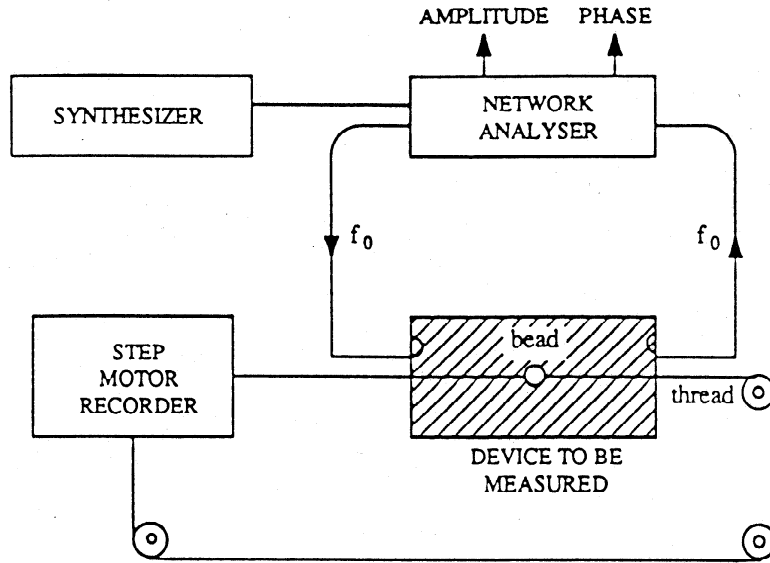 AMPLITUDE PHASE
SYNTHESIZER
NETWORK
ANALYSER
f0 f0
STEP
MOTOR
RECORDER
bead
thread
DEVICE TO BE
MEASURED